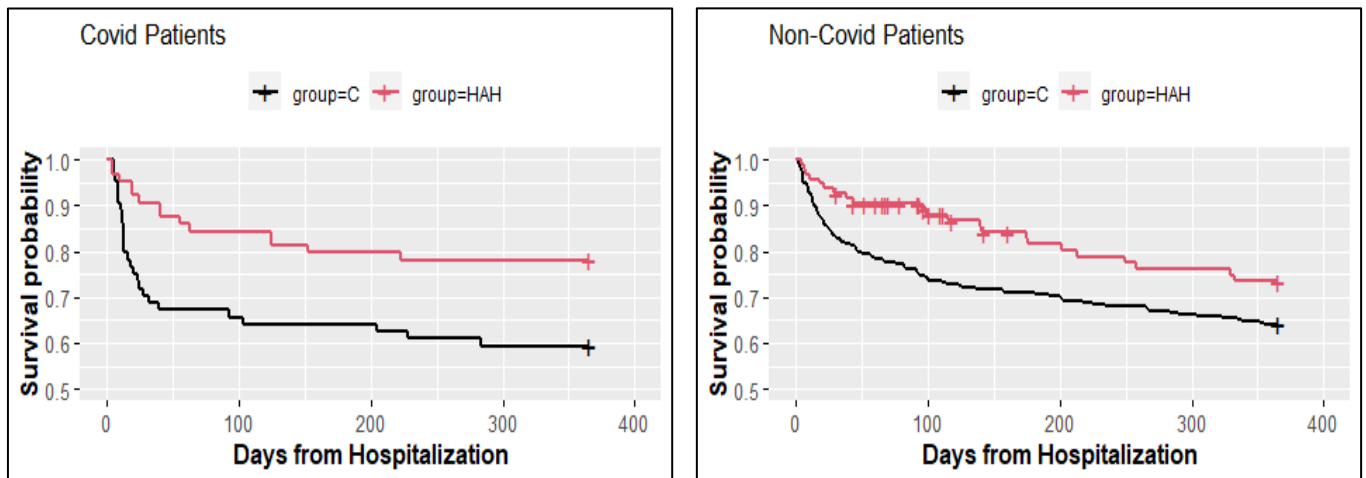 Covid Patients
group=C group=HAH
Survival probability
1.0
0.9
0.8
0.7
0.6
0.5
0 100 200 300 400
Days from Hospitalization
Non-Covid Patients
group=C group=HAH
Survival probability
1.0
0.9
0.8
0.7
0.6
0.5
0 100 200 300 400
Days from Hospitalization